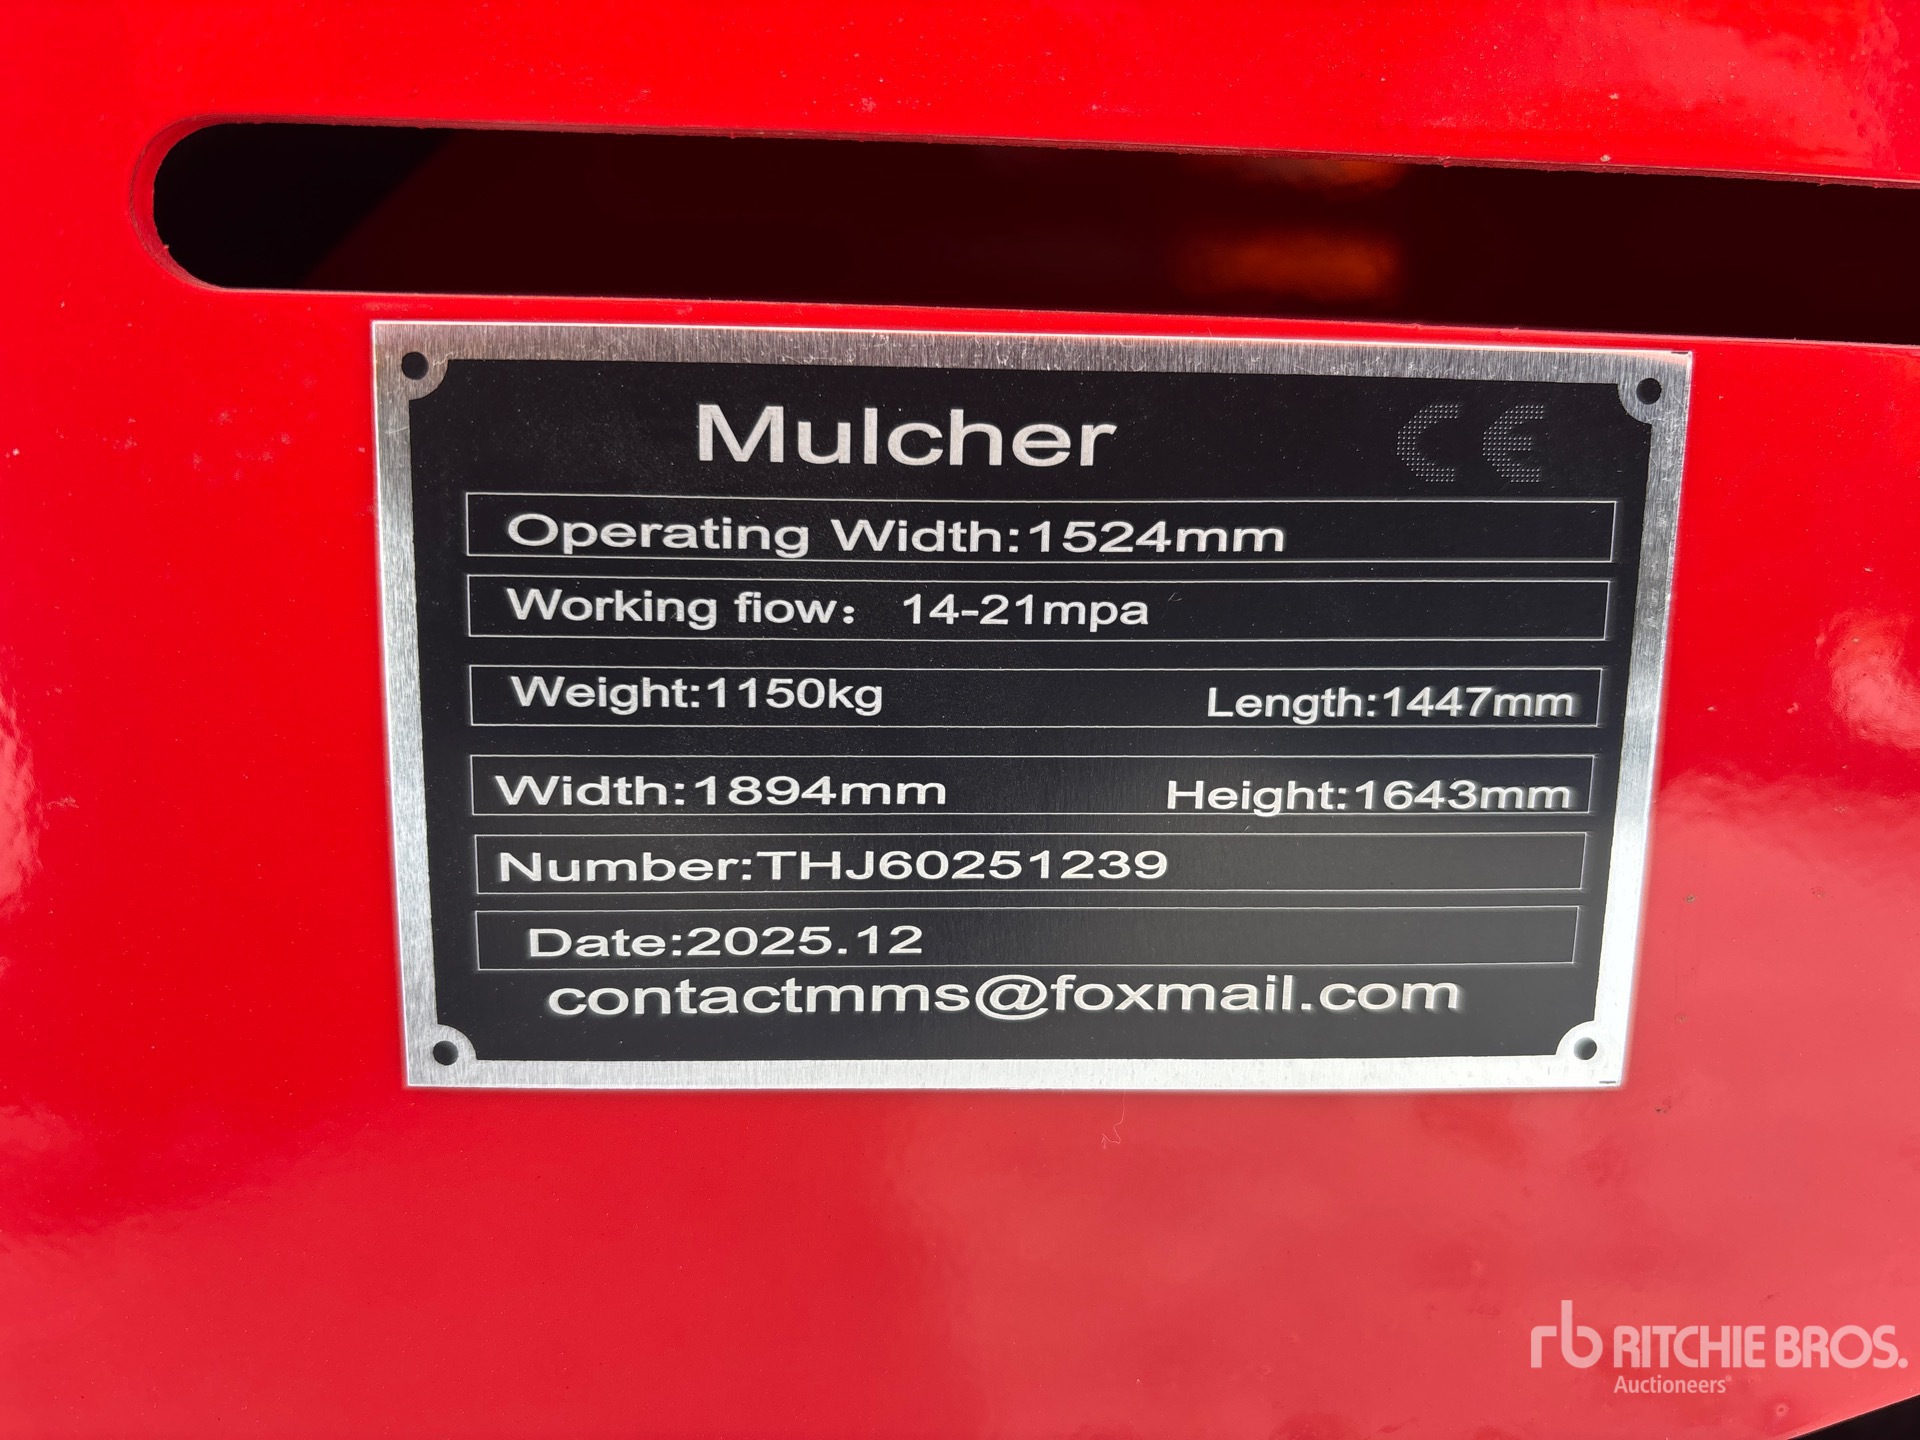 Mulcher CE
Operating Width:1524mm
Working fiow: 14-21mpa
Weight:1150kg Length:1447mm
Width:1894mm Height:1643mm
Number:THJ60251239
Date:2025.12
contactmms@foxmail.com
rb RITCHIE BROS.
Auctioneers